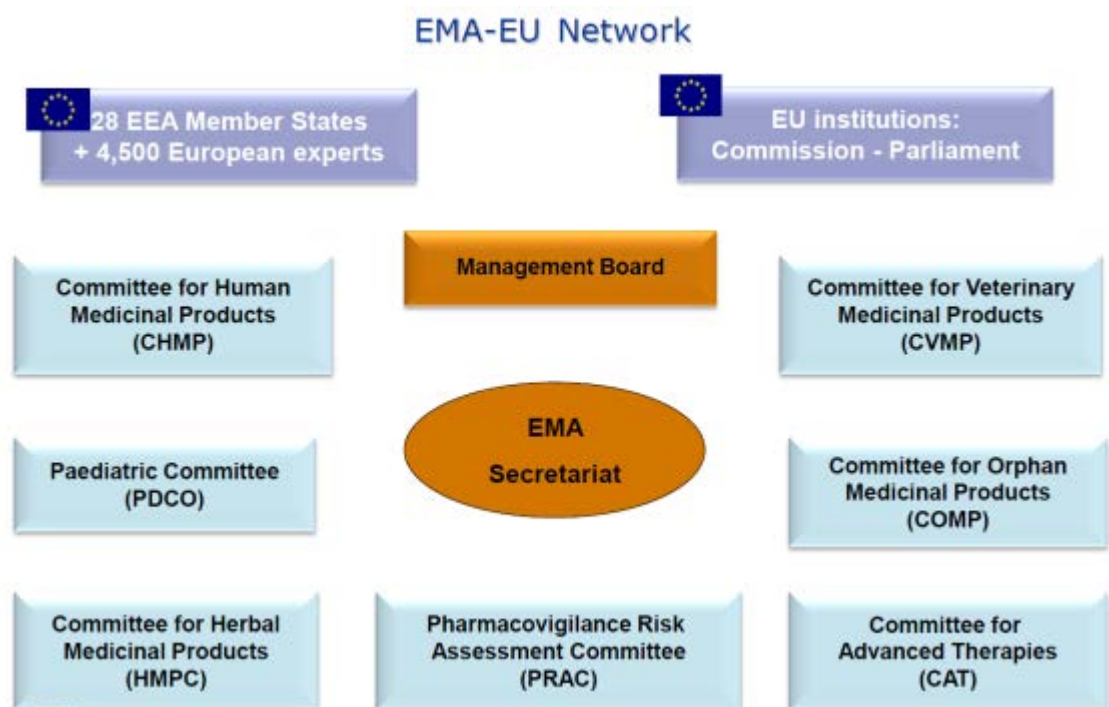 EMA-EU Network
28 EEA Member States
+ 4,500 European experts
EU institutions:
Commission - Parliament
Management Board
Committee for Human
Medicinal Products
(CHMP)
Committee for Veterinary
Medicinal Products
(CVMP)
EMA
Secretariat
Paediatric Committee
(PDCO)
Committee for Orphan
Medicinal Products
(COMP)
Committee for Herbal
Medicinal Products
(HMPC)
Pharmacovigilance Risk
Assessment Committee
(PRAC)
Committee for
Advanced Therapies
(CAT)